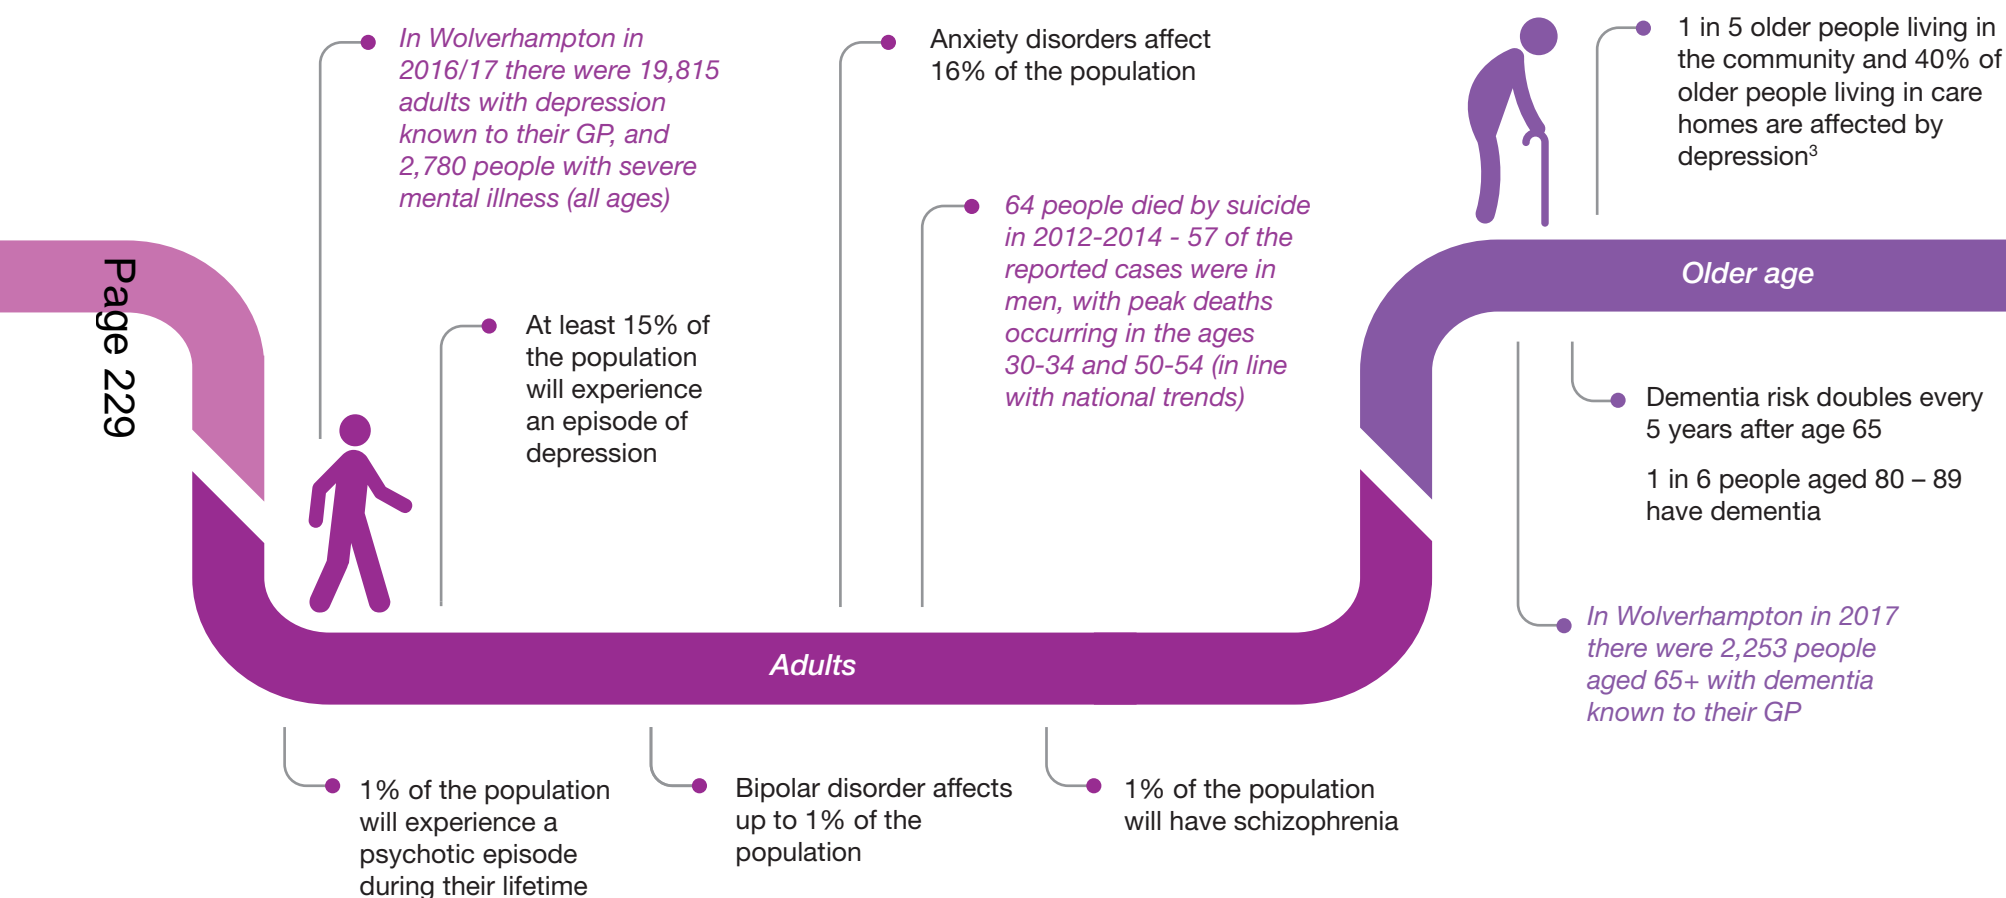 In Wolverhampton in
2016/17 there were 19,815
adults with depression
known to their GP, and
2,780 people with severe
mental illness (all ages)
At least 15% of
the population
will experience
an episode of
depression
Anxiety disorders affect
16% of the population
64 people died by suicide
in 2012-2014 - 57 of the
reported cases were in
men, with peak deaths
occurring in the ages
30-34 and 50-54 (in line
with national trends)
1 in 5 older people living in
the community and 40% of
older people living in care
homes are affected by
depression³
Older age
Page 229
Dementia risk doubles every
5 years after age 65
1 in 6 people aged 80 – 89
have dementia
In Wolverhampton in 2017
there were 2,253 people
aged 65+ with dementia
known to their GP
Adults
1% of the population
will experience a
psychotic episode
during their lifetime
Bipolar disorder affects
up to 1% of the
population
1% of the population
will have schizophrenia